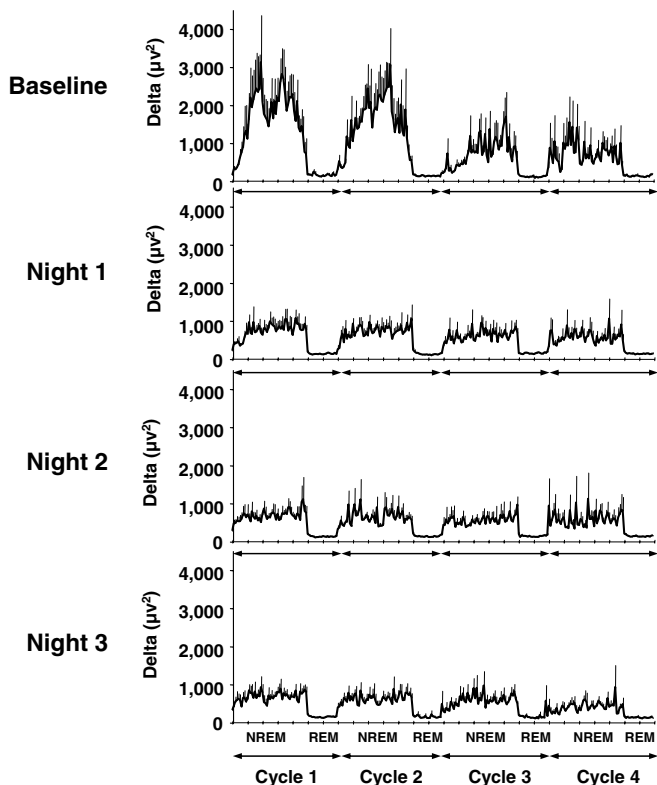 Baseline
Delta (µv²)
4,000
3,000
2,000
1,000
0
Night 1
Delta (µv²)
4,000
3,000
2,000
1,000
0
Night 2
Delta (µv²)
4,000
3,000
2,000
1,000
0
Night 3
Delta (µv²)
4,000
3,000
2,000
1,000
0
NREM REM NREM REM NREM REM NREM REM
Cycle 1 Cycle 2 Cycle 3 Cycle 4